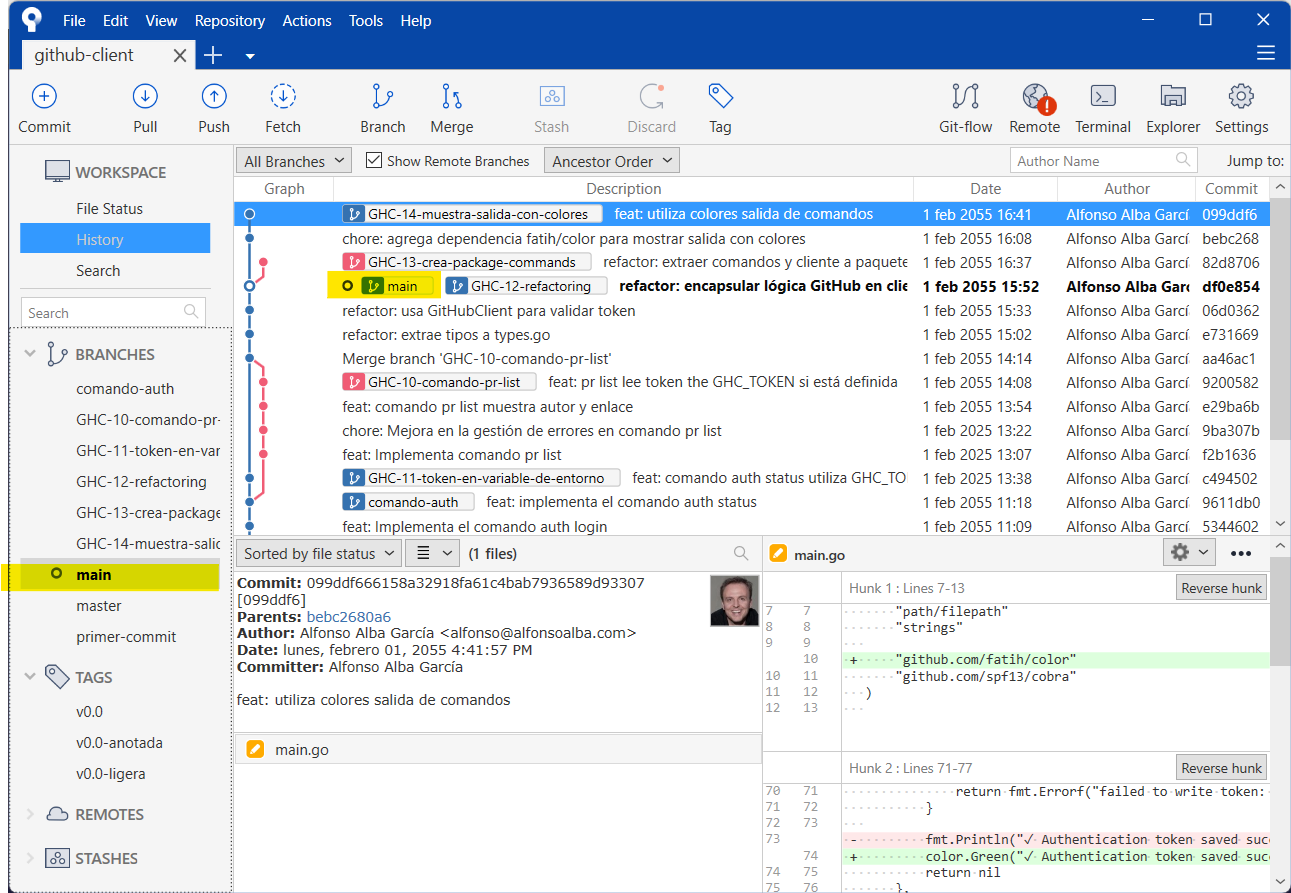 File Edit View Repository Actions Tools Help
github-client
Commit Pull Push Fetch Branch Merge Stash Discard Tag Git-flow Remote Terminal Explorer Settings
WORKSPACE
File Status
History
Search
Search
BRANCHES
comando-auth
GHC-10-comando-pr-
GHC-11-token-en-var
GHC-12-refactoring
GHC-13-crea-package
GHC-14-muestra-salid
main
master
primer-commit
TAGS
v0.0
v0.0-anotada
v0.0-ligera
REMOTES
STASHES
All Branches Show Remote Branches Ancestor Order Author Name Jump to:
Graph Description Date Author Commit
GHC-14-muestra-salida-con-colores feat: utiliza colores salida de comandos 1 feb 2055 16:41 Alfonso Alba Garcí 099ddf6
chore: agrega dependencia fatih/color para mostrar salida con colores 1 feb 2055 16:08 Alfonso Alba Garcí bebc268
GHC-13-crea-package-commands refactor: extraer comandos y cliente a paquete 1 feb 2055 16:37 Alfonso Alba Garcí 82d8706
main GHC-12-refactoring refactor: encapsular lógica GitHub en clie 1 feb 2055 15:52 Alfonso Alba Garc df0e854
refactor: usa GitHubClient para validar token 1 feb 2055 15:33 Alfonso Alba Garcí 06d0362
refactor: extrae tipos a types.go 1 feb 2055 15:02 Alfonso Alba Garcí e731669
Merge branch 'GHC-10-comando-pr-list' 1 feb 2055 14:14 Alfonso Alba Garcí aa46ac1
GHC-10-comando-pr-list feat: pr list lee token the GHC_TOKEN si está definida 1 feb 2055 14:08 Alfonso Alba Garcí 9200582
feat: comando pr list muestra autor y enlace 1 feb 2055 13:54 Alfonso Alba Garcí e29ba6b
chore: Mejora en la gestión de errores en comando pr list 1 feb 2025 13:22 Alfonso Alba Garcí 9ba307b
feat: Implementa comando pr list 1 feb 2025 13:07 Alfonso Alba Garcí f2b1636
GHC-11-token-en-variable-de-entorno feat: comando auth status utiliza GHC_TO 1 feb 2025 13:38 Alfonso Alba Garcí c494502
comando-auth feat: implementa el comando auth status 1 feb 2025 11:18 Alfonso Alba Garcí 9611db0
feat: Implementa el comando auth login 1 feb 2025 11:09 Alfonso Alba Garcí 5344602
Sorted by file status (1 files)
Commit: 099ddf666158a32918fa61c4bab7936589d93307
[099ddf6]
Parents: bebc2680a6
Author: Alfonso Alba García <alfonso@alfonsoalba.com>
Date: lunes, febrero 01, 2055 4:41:57 PM
Committer: Alfonso Alba García
feat: utiliza colores salida de comandos
main.go
main.go
Hunk 1 : Lines 7-13 Reverse hunk
7 7 "path/filepath"
8 8 "strings"
9 9
10 + "github.com/fatih/color"
10 11 "github.com/spf13/cobra"
11 12 )
12 13
Hunk 2 : Lines 71-77 Reverse hunk
70 71 return fmt.Errorf("failed to write token:
71 72 }
72 73
73 - fmt.Println("✓ Authentication token saved succ
74 + color.Green("✓ Authentication token saved succ
74 75 return nil
75 76 },